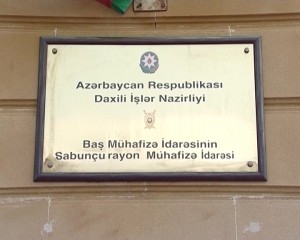 Azərbaycan Respublikası
Daxili İşlər Nazirliyi
Baş Mühafizə İdarəsinin
Sabunçu rayon Mühafizə İdarəsi